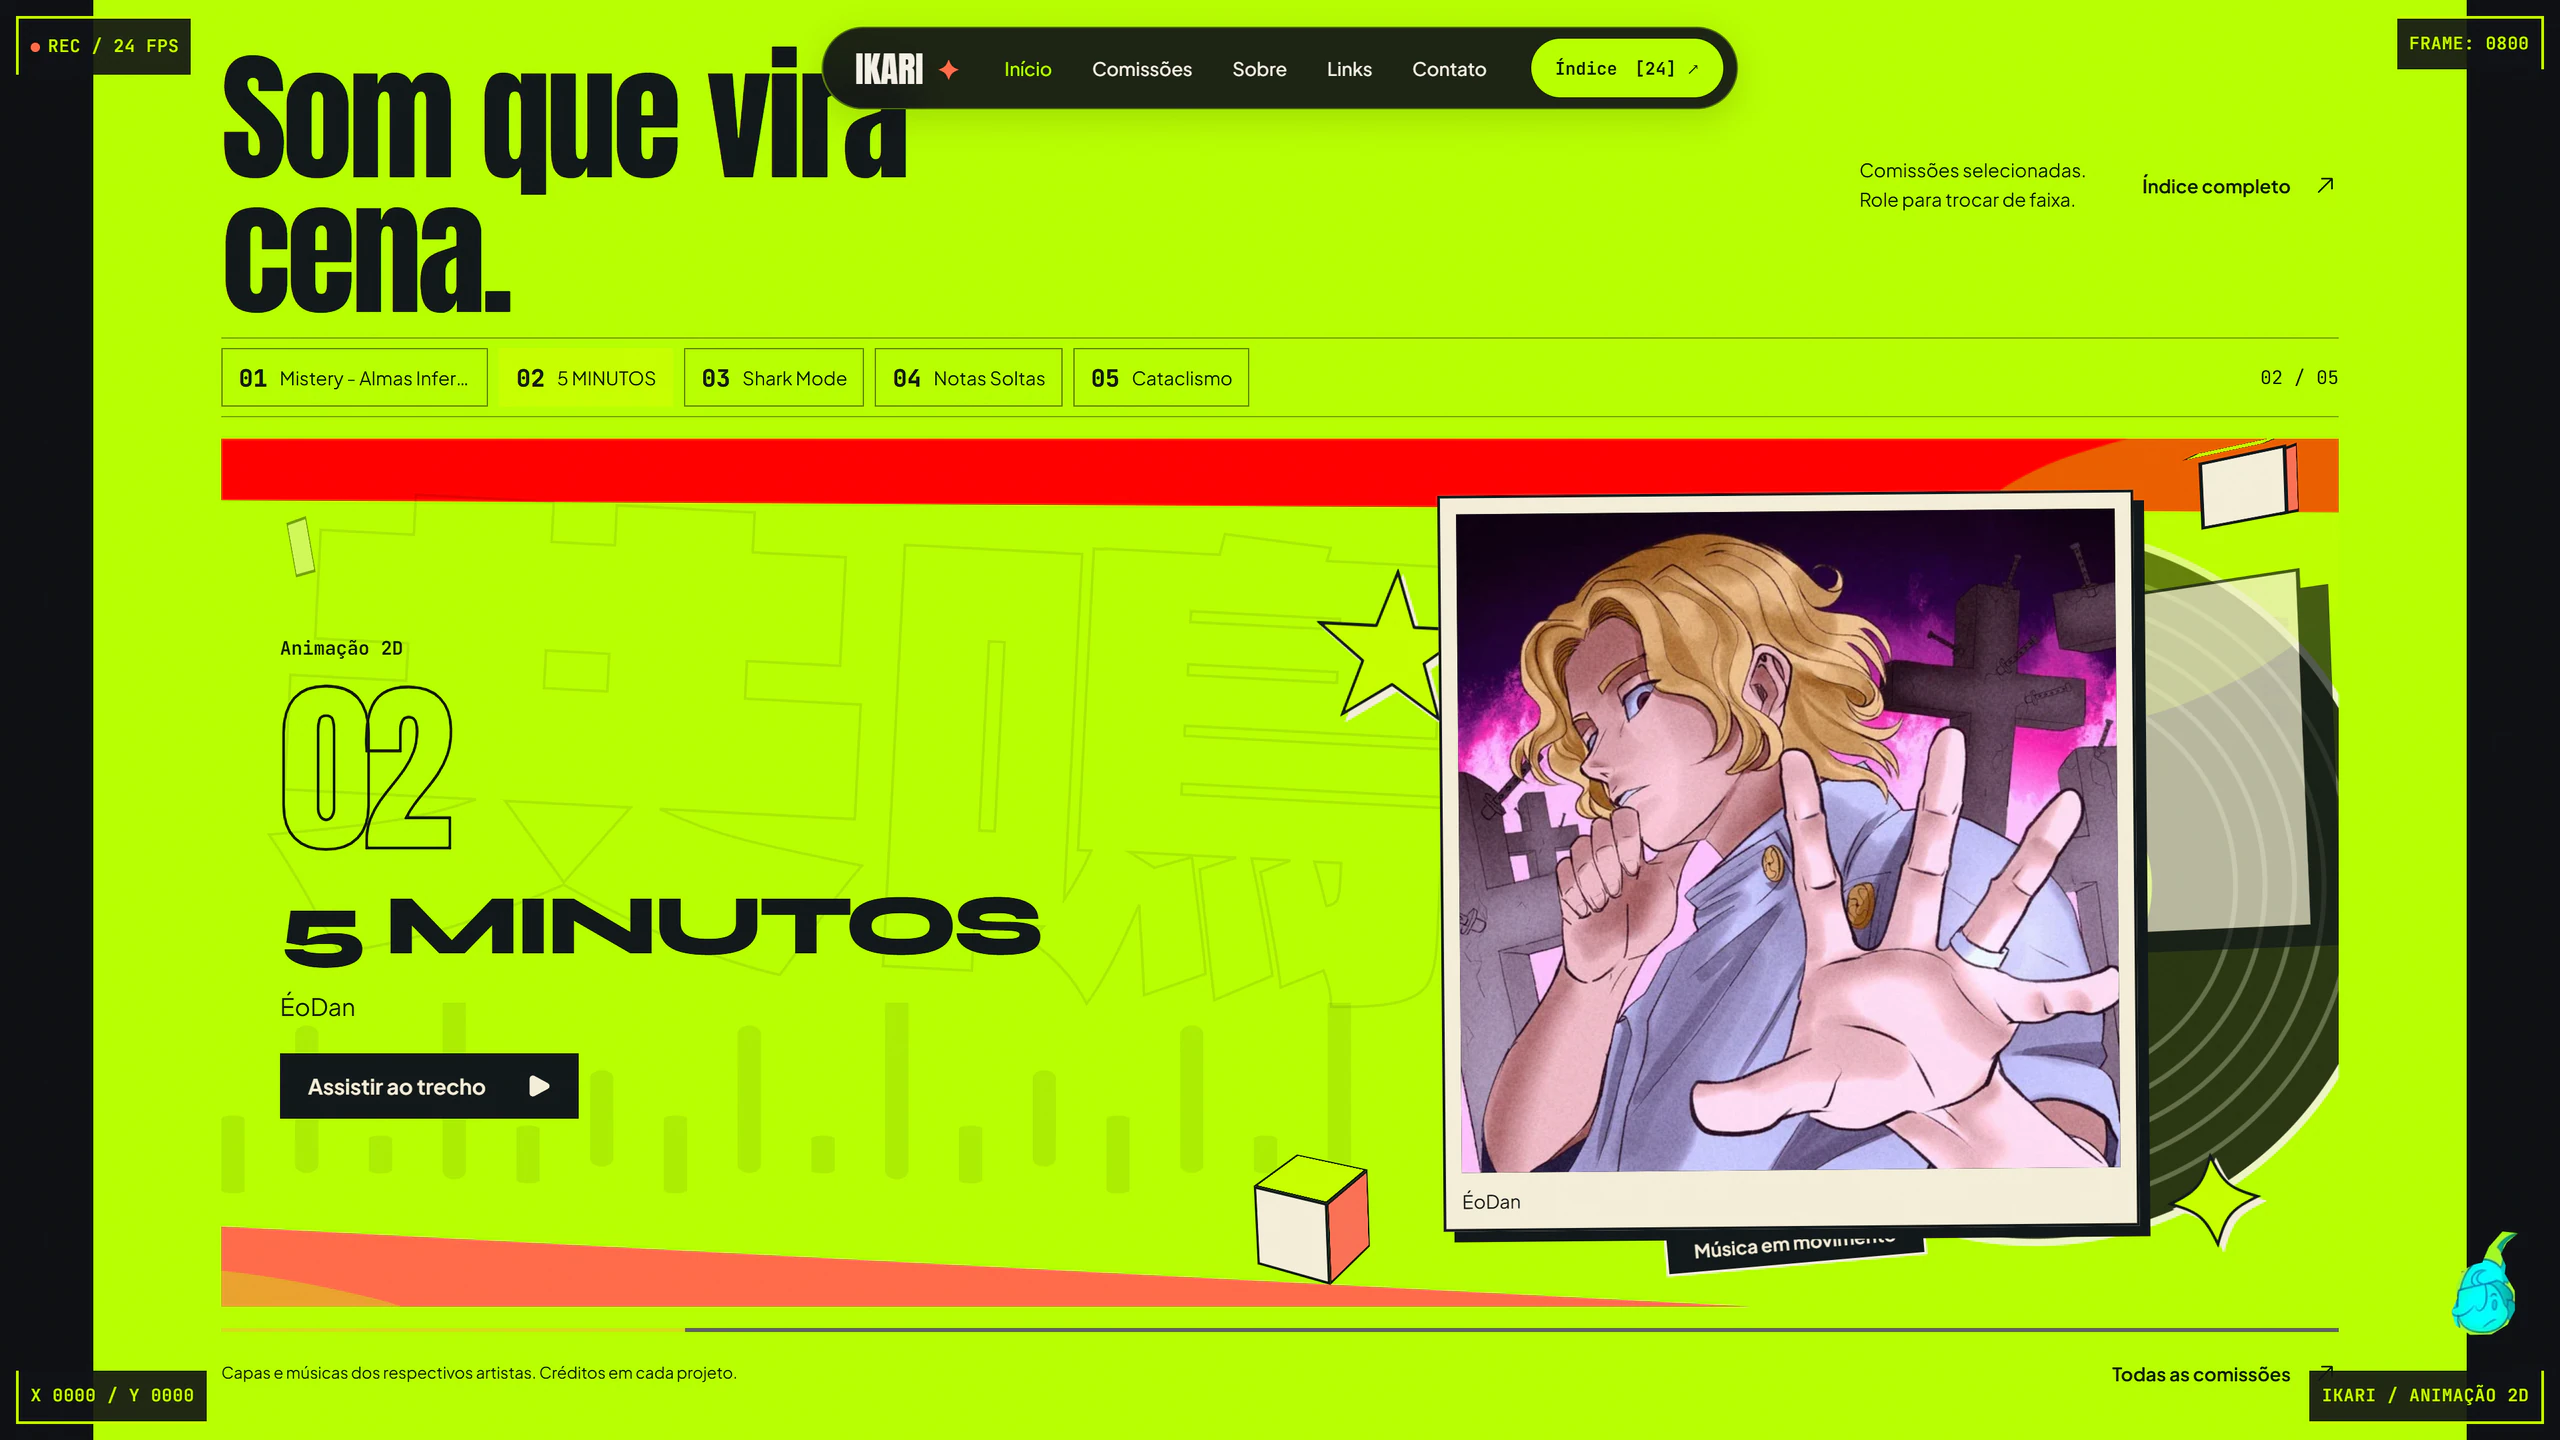 REC / 24 FPS
IKARI
Início
Comissões
Sobre
Links
Contato
Índice [24] ↗
FRAME: 0800
Som que vira
cena.
Comissões selecionadas.
Role para trocar de faixa.
Índice completo
01 Mistery - Almas Infer...
02 5 MINUTOS
03 Shark Mode
04 Notas Soltas
05 Cataclismo
02 / 05
Animação 2D
02
5 MINUTOS
ÉoDan
Assistir ao trecho
ÉoDan
Música em movimento
Capas e músicas dos respectivos artistas. Créditos em cada projeto.
Todas as comissões
X 0000 / Y 0000
IKARI / ANIMAÇÃO 2D